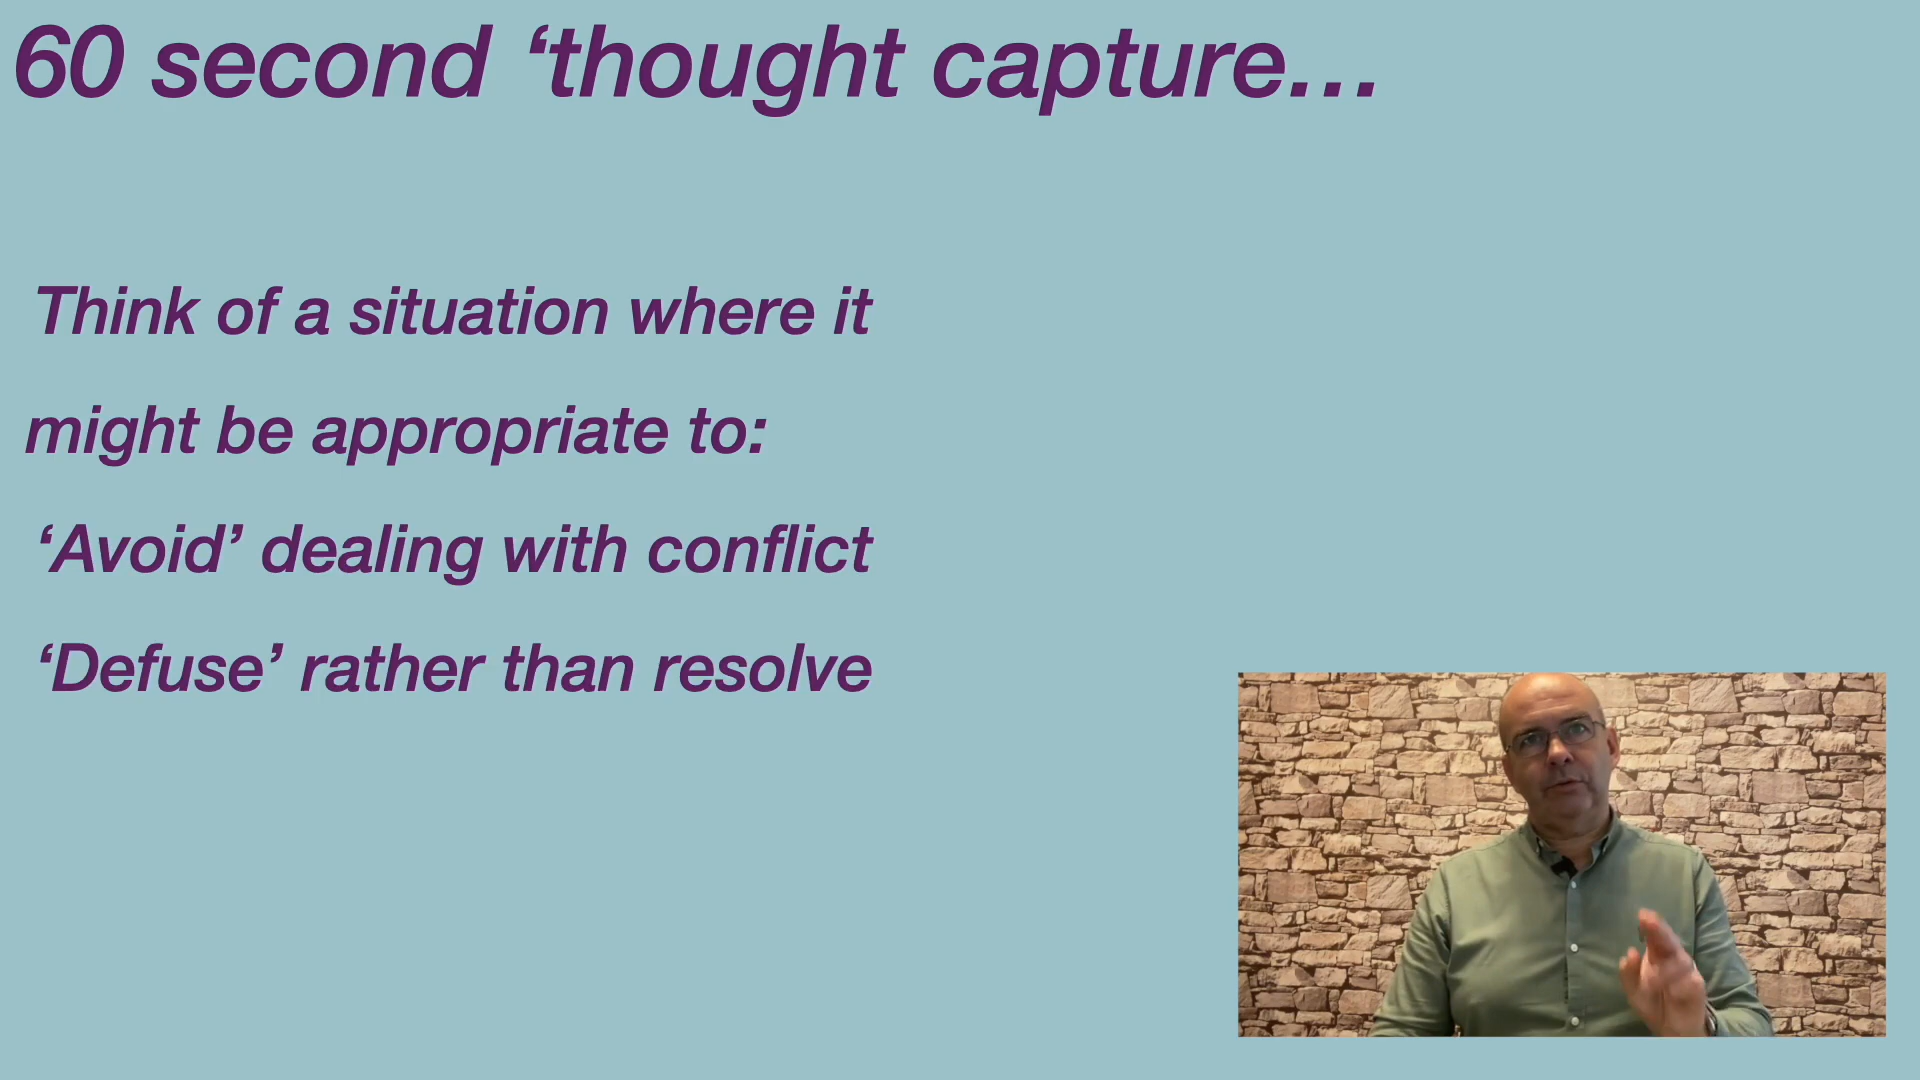 60 second ‘thought capture…
Think of a situation where it
might be appropriate to:
‘Avoid’ dealing with conflict
‘Defuse’ rather than resolve